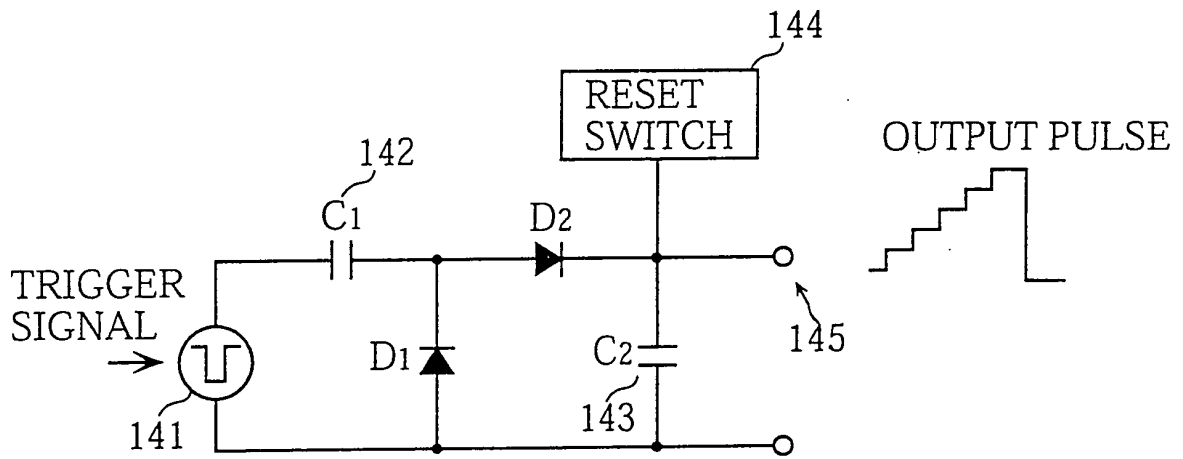 144
RESET
SWITCH
OUTPUT PULSE
142
C1
D2
TRIGGER
SIGNAL
D1
C2
145
143
141